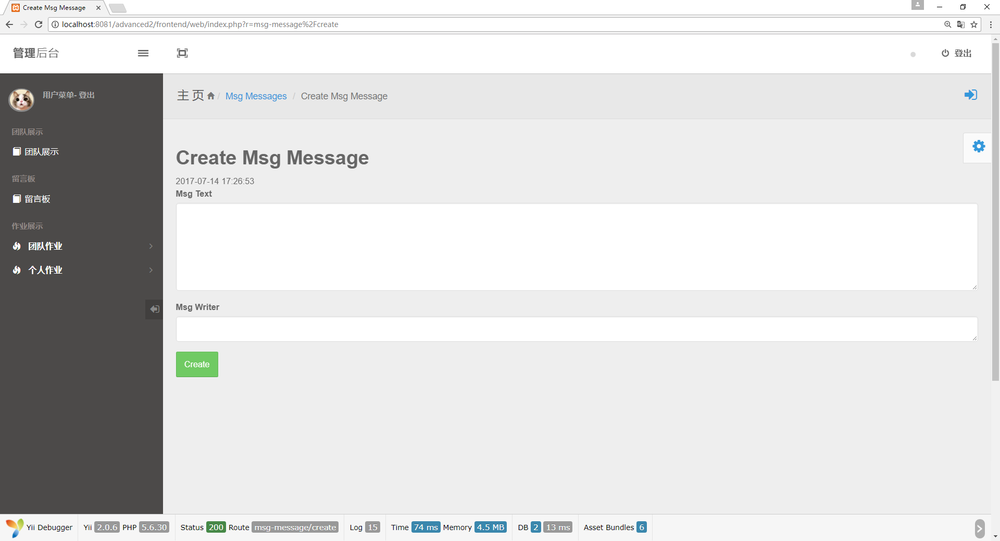 Create Msg Message
localhost:8081/advanced2/frontend/web/index.php?r=msg-message%2Fcreate
管理后台
登出
用户菜单- 登出
团队展示
团队展示
留言板
留言板
作业展示
团队作业
个人作业
主 页 / Msg Messages / Create Msg Message
Create Msg Message
2017-07-14 17:26:53
Msg Text
Msg Writer
Create
Yii Debugger Yii 2.0.6 PHP 5.6.30 Status 200 Route msg-message/create Log 15 Time 74 ms Memory 4.5 MB DB 2 13 ms Asset Bundles 6